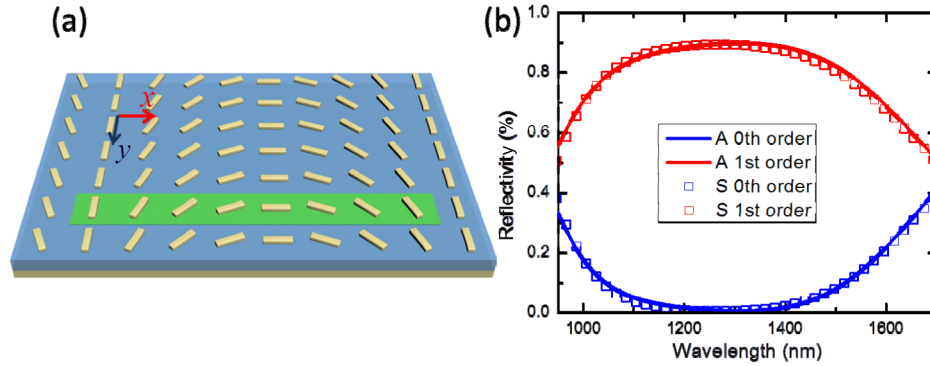 (a)
x
y
(b)
Reflectivity (%)
1.0
0.8
0.6
0.4
0.2
0.0
A 0th order
A 1st order
S 0th order
S 1st order
1000 1200 1400 1600
Wavelength (nm)